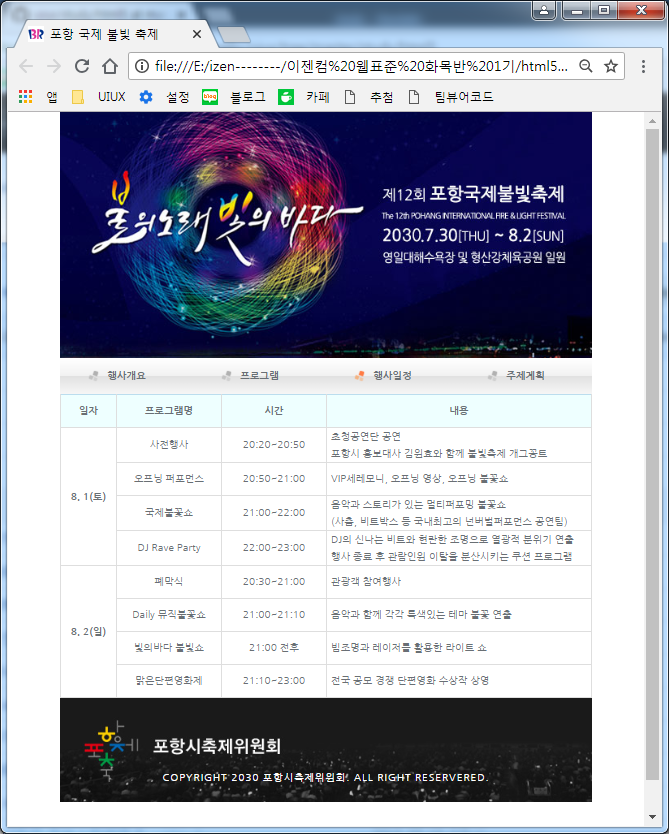 포항 국제 불빛 축제
file:///E:/izen--------/이젠컴%20웹표준%20화목반%201기/html5...
앱 UIUX 설정 블로그 카페 추첨 팀뷰어코드
불의노래 빛의 바다
제12회 포항국제불빛축제
The 12th POHANG INTERNATIONAL FIRE & LIGHT FESTIVAL
2030.7.30[THU] ~ 8.2[SUN]
영일대해수욕장 및 형산강체육공원 일원
행사개요 프로그램 행사일정 주제게획
일자 프로그램명 시간 내용
8, 1(토)
사전행사 20:20~20:50 초청공연단 공연
포항시 홍보대사 김원효와 함께 불빛축제 개그콩트
오프닝 퍼포먼스 20:50~21:00 VIP세레모니, 오프닝 영상, 오프닝 불꽃쇼
국제불꽃쇼 21:00~22:00 음악과 스토리가 있는 멀티퍼포밍 불꽃쇼
(사춤, 비트박스 등 국내최고의 넌버벌퍼포먼스 공연팀)
DJ Rave Party 22:00~23:00 DJ의 신나는 비트와 현란한 조명으로 열광적 분위기 연출
행사 종료 후 관람인원 이탈을 분산시키는 쿠션 프로그램
8, 2(일)
폐막식 20:30~21:00 관광객 참여행사
Daily 뮤직불꽃쇼 21:00~21:10 음악과 함께 각각 특색있는 테마 불꽃 연출
빛의바다 불빛쇼 21:00 전후 빔조명과 레이저를 활용한 라이트 쇼
맑은단편영화제 21:10~23:00 전국 공모 경쟁 단편영화 수상작 상영
포항시축제위원회
COPYRIGHT 2030 포항시축제위원회. ALL RIGHT RESERVERED.